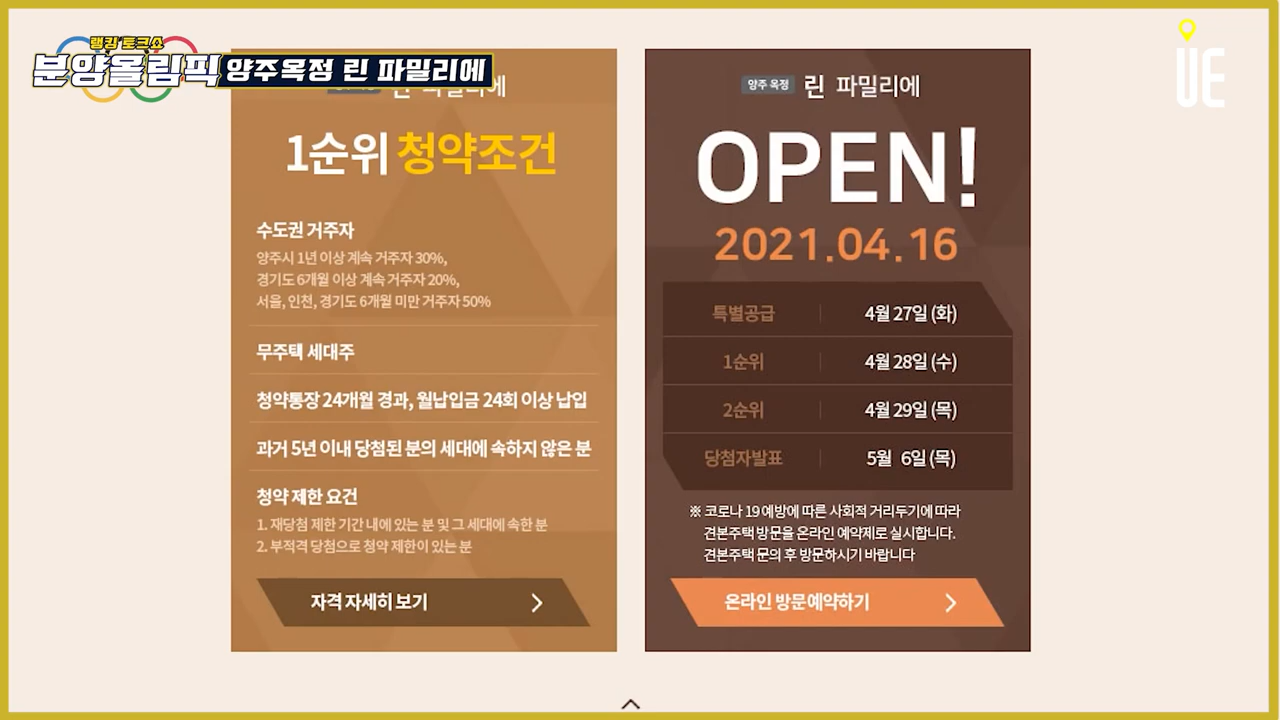 랭킹 토크쇼
분양올림픽 양주옥정 린 파밀리에
UE
1순위 청약조건
수도권 거주자
양주시 1년 이상 계속 거주자 30%,
경기도 6개월 이상 계속 거주자 20%,
서울, 인천, 경기도 6개월 미만 거주자 50%
무주택 세대주
청약통장 24개월 경과, 월납입금 24회 이상 납입
과거 5년 이내 당첨된 분의 세대에 속하지 않은 분
청약 제한 요건
1. 재당첨 제한 기간 내에 있는 분 및 그 세대에 속한 분
2. 부적격 당첨으로 청약 제한이 있는 분
자격 자세히 보기
양주 옥정 린 파밀리에
OPEN!
2021.04.16
특별공급 4월 27일 (화)
1순위 4월 28일 (수)
2순위 4월 29일 (목)
당첨자발표 5월 6일 (목)
※ 코로나 19 예방에 따른 사회적 거리두기에 따라
견본주택 방문을 온라인 예약제로 실시합니다.
견본주택 문의 후 방문하시기 바랍니다
온라인 방문예약하기